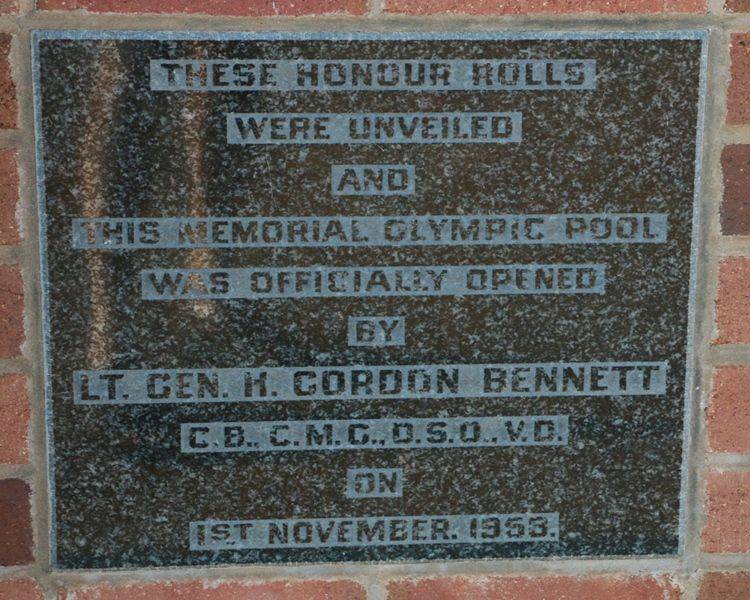 THESE HONOUR ROLLS
WERE UNVEILED
AND
THIS MEMORIAL OLYMPIC POOL
WAS OFFICIALLY OPENED
BY
LT. GEN. H. GORDON BENNETT
C.B., C.M.G., D.S.O., V.D.
ON
1ST NOVEMBER. 1958.